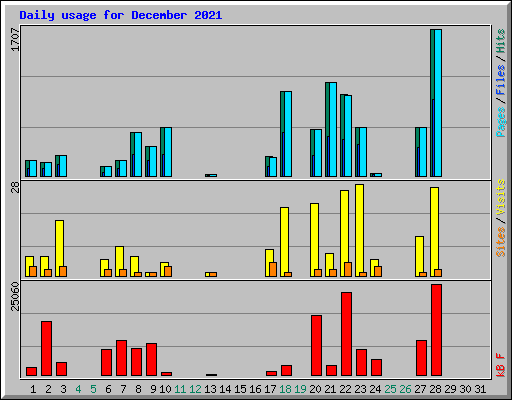 Daily usage for December 2021
1707
28
25060
Pages/Files/Hits
Sites/Visits
kB F
1 2 3 4 5 6 7 8 9 10 11 12 13 14 15 16 17 18 19 20 21 22 23 24 25 26 27 28 29 30 31